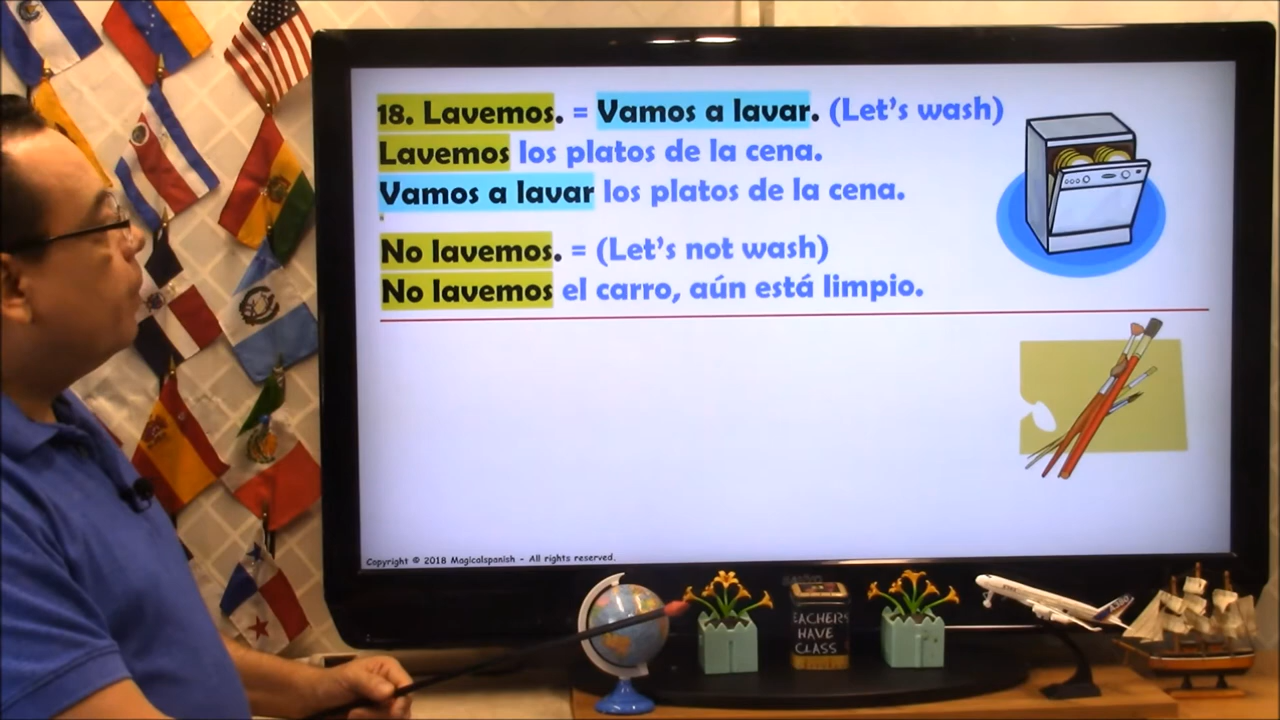 18. Lavemos. = Vamos a lavar. (Let's wash)
Lavemos los platos de la cena.
Vamos a lavar los platos de la cena.
No lavemos. = (Let's not wash)
No lavemos el carro, aún está limpio.
Copyright © 2018 Magicalspanish - All rights reserved.
EACHERS
HAVE
CLASS